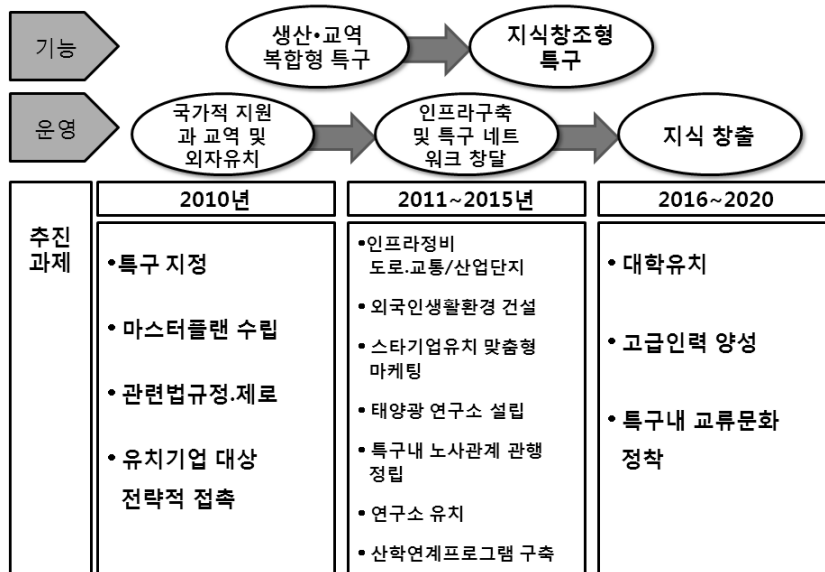 기능
생산•교역
복합형 특구
지식창조형
특구
운영
국가적 지원
과 교역 및
외자유치
인프라구축
및 특구 네트
워크 창달
지식 창출
추진
과제
2010년
•특구 지정
• 마스터플랜 수립
• 관련법규정.제로
• 유치기업 대상
전략적 접촉
2011~2015년
•인프라정비
도로.교통/산업단지
• 외국인생활환경 건설
• 스타기업유치 맞춤형
마케팅
• 태양광 연구소 설립
• 특구내 노사관계 관행
정립
• 연구소 유치
• 산학연계프로그램 구축
2016~2020
• 대학유치
• 고급인력 양성
• 특구내 교류문화
정착